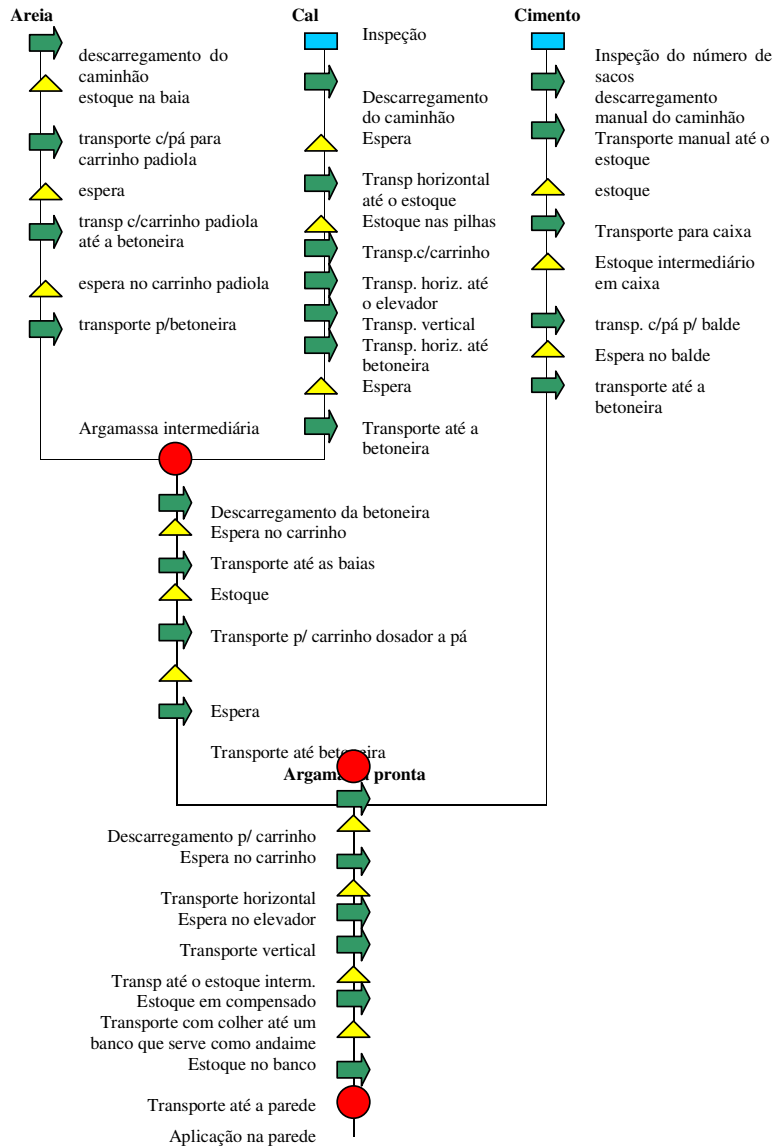 Areia
descarregamento do
caminhão
estoque na baia
transporte c/pá para
carrinho padiola
espera
transp c/carrinho padiola
até a betoneira
espera no carrinho padiola
transporte p/betoneira
Cal
Inspeção
Descarregamento
do caminhão
Espera
Transp horizontal
até o estoque
Estoque nas pilhas
Transp.c/carrinho
Transp. horiz. até
o elevador
Transp. vertical
Transp. horiz. até
betoneira
Espera
Transporte até a
betoneira
Cimento
Inspeção do número de
sacos
descarregamento
manual do caminhão
Transporte manual até o
estoque
estoque
Transporte para caixa
Estoque intermediário
em caixa
transp. c/pá p/ balde
Espera no balde
transporte até a
betoneira
Argamassa intermediária
Descarregamento da betoneira
Espera no carrinho
Transporte até as baias
Estoque
Transporte p/ carrinho dosador a pá
Espera
Transporte até betoneira
Argamassa pronta
Descarregamento p/ carrinho
Espera no carrinho
Transporte horizontal
Espera no elevador
Transporte vertical
Transp até o estoque interm.
Estoque em compensado
Transporte com colher até um
banco que serve como andaime
Estoque no banco
Transporte até a parede
Aplicação na parede